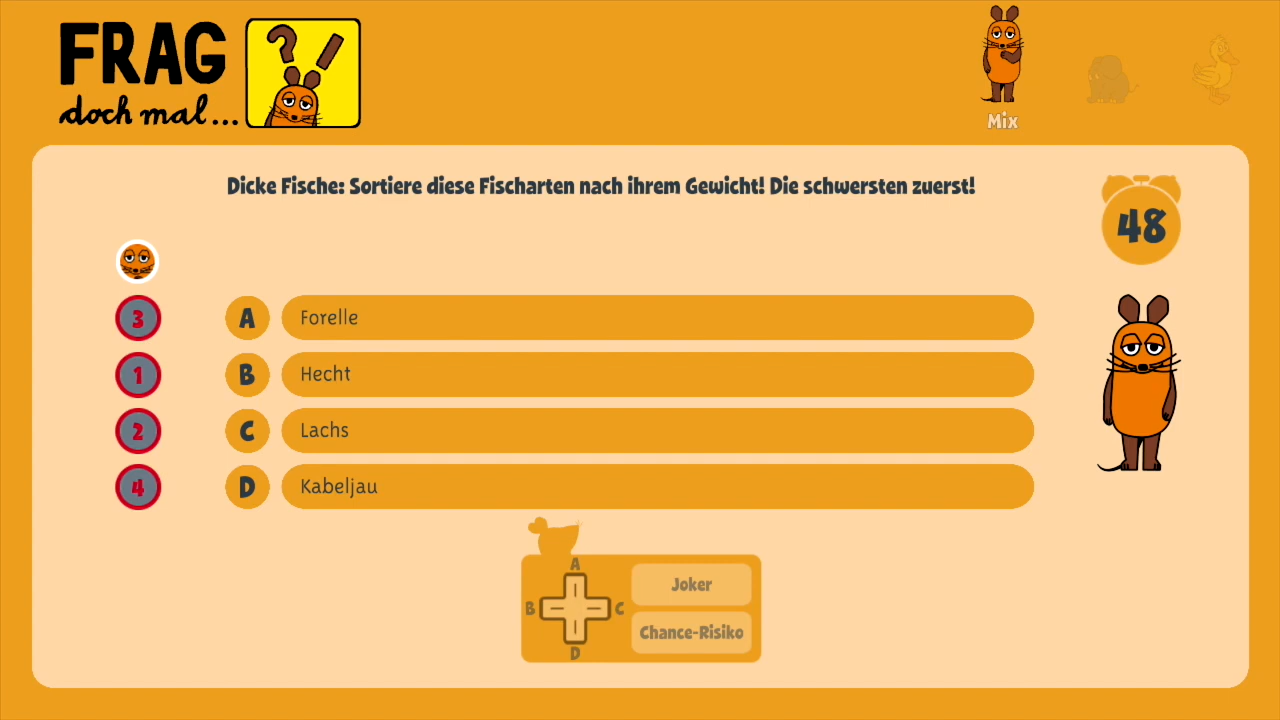 FRAG
doch mal...
? !
Mix
Dicke Fische: Sortiere diese Fischarten nach ihrem Gewicht! Die schwersten zuerst!
48
3 A Forelle
1 B Hecht
2 C Lachs
4 D Kabeljau
A
B C
D
Joker
Chance-Risiko